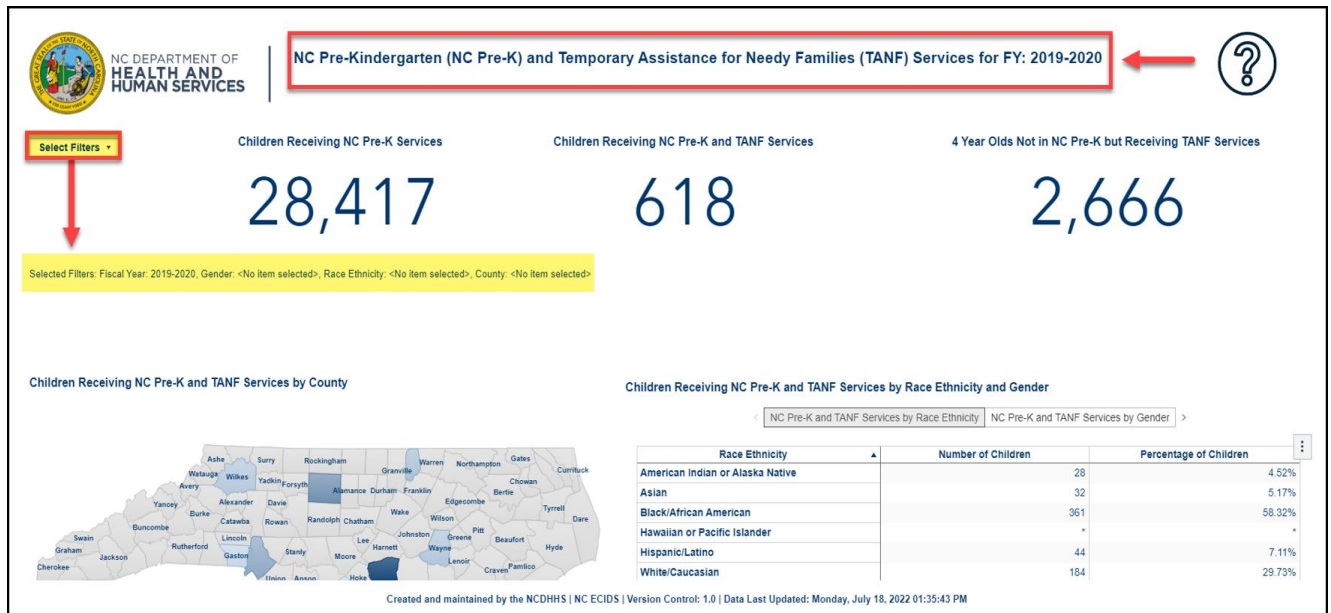 NC DEPARTMENT OF
HEALTH AND
HUMAN SERVICES
NC Pre-Kindergarten (NC Pre-K) and Temporary Assistance for Needy Families (TANF) Services for FY: 2019-2020
Select Filters
Children Receiving NC Pre-K Services
Children Receiving NC Pre-K and TANF Services
4 Year Olds Not in NC Pre-K but Receiving TANF Services
28,417
618
2,666
Selected Filters: Fiscal Year: 2019-2020, Gender: <No item selected>, Race Ethnicity: <No item selected>, County: <No item selected>
Children Receiving NC Pre-K and TANF Services by County
Ashe Surry Rockingham Granville Warren Northampton Gates Currituck
Watauga Wilkes Yadkin Forsyth Alamance Durham Franklin Chowan
Avery Alexander Davie Edgecombe Bertie
Yancey Burke Catawba Rowan Randolph Chatham Wake Wilson Tyrrell
Buncombe Lincoln Lee Johnston Greene Pitt Beaufort Dare
Swain Rutherford Gaston Stanly Moore Harnett Wayne Hyde
Graham Jackson Lenoir Craven Pamlico
Cherokee Union Anson Hoke
Children Receiving NC Pre-K and TANF Services by Race Ethnicity and Gender
NC Pre-K and TANF Services by Race Ethnicity NC Pre-K and TANF Services by Gender
Race Ethnicity Number of Children Percentage of Children
American Indian or Alaska Native 28 4.52%
Asian 32 5.17%
Black/African American 361 58.32%
Hawaiian or Pacific Islander * *
Hispanic/Latino 44 7.11%
White/Caucasian 184 29.73%
Created and maintained by the NCDHHS | NC ECIDS | Version Control: 1.0 | Data Last Updated: Monday, July 18, 2022 01:35:43 PM